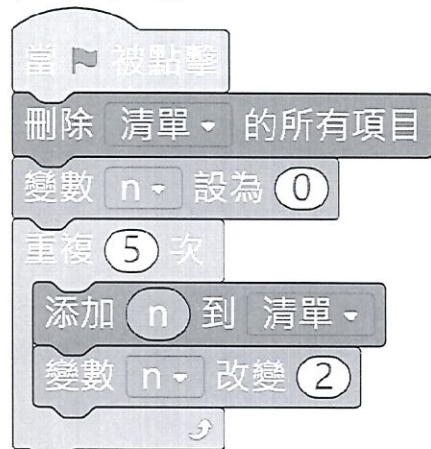 當 被點擊
刪除 清單 的所有項目
變數 n 設為 0
重複 5 次
添加 n 到 清單
變數 n 改變 2